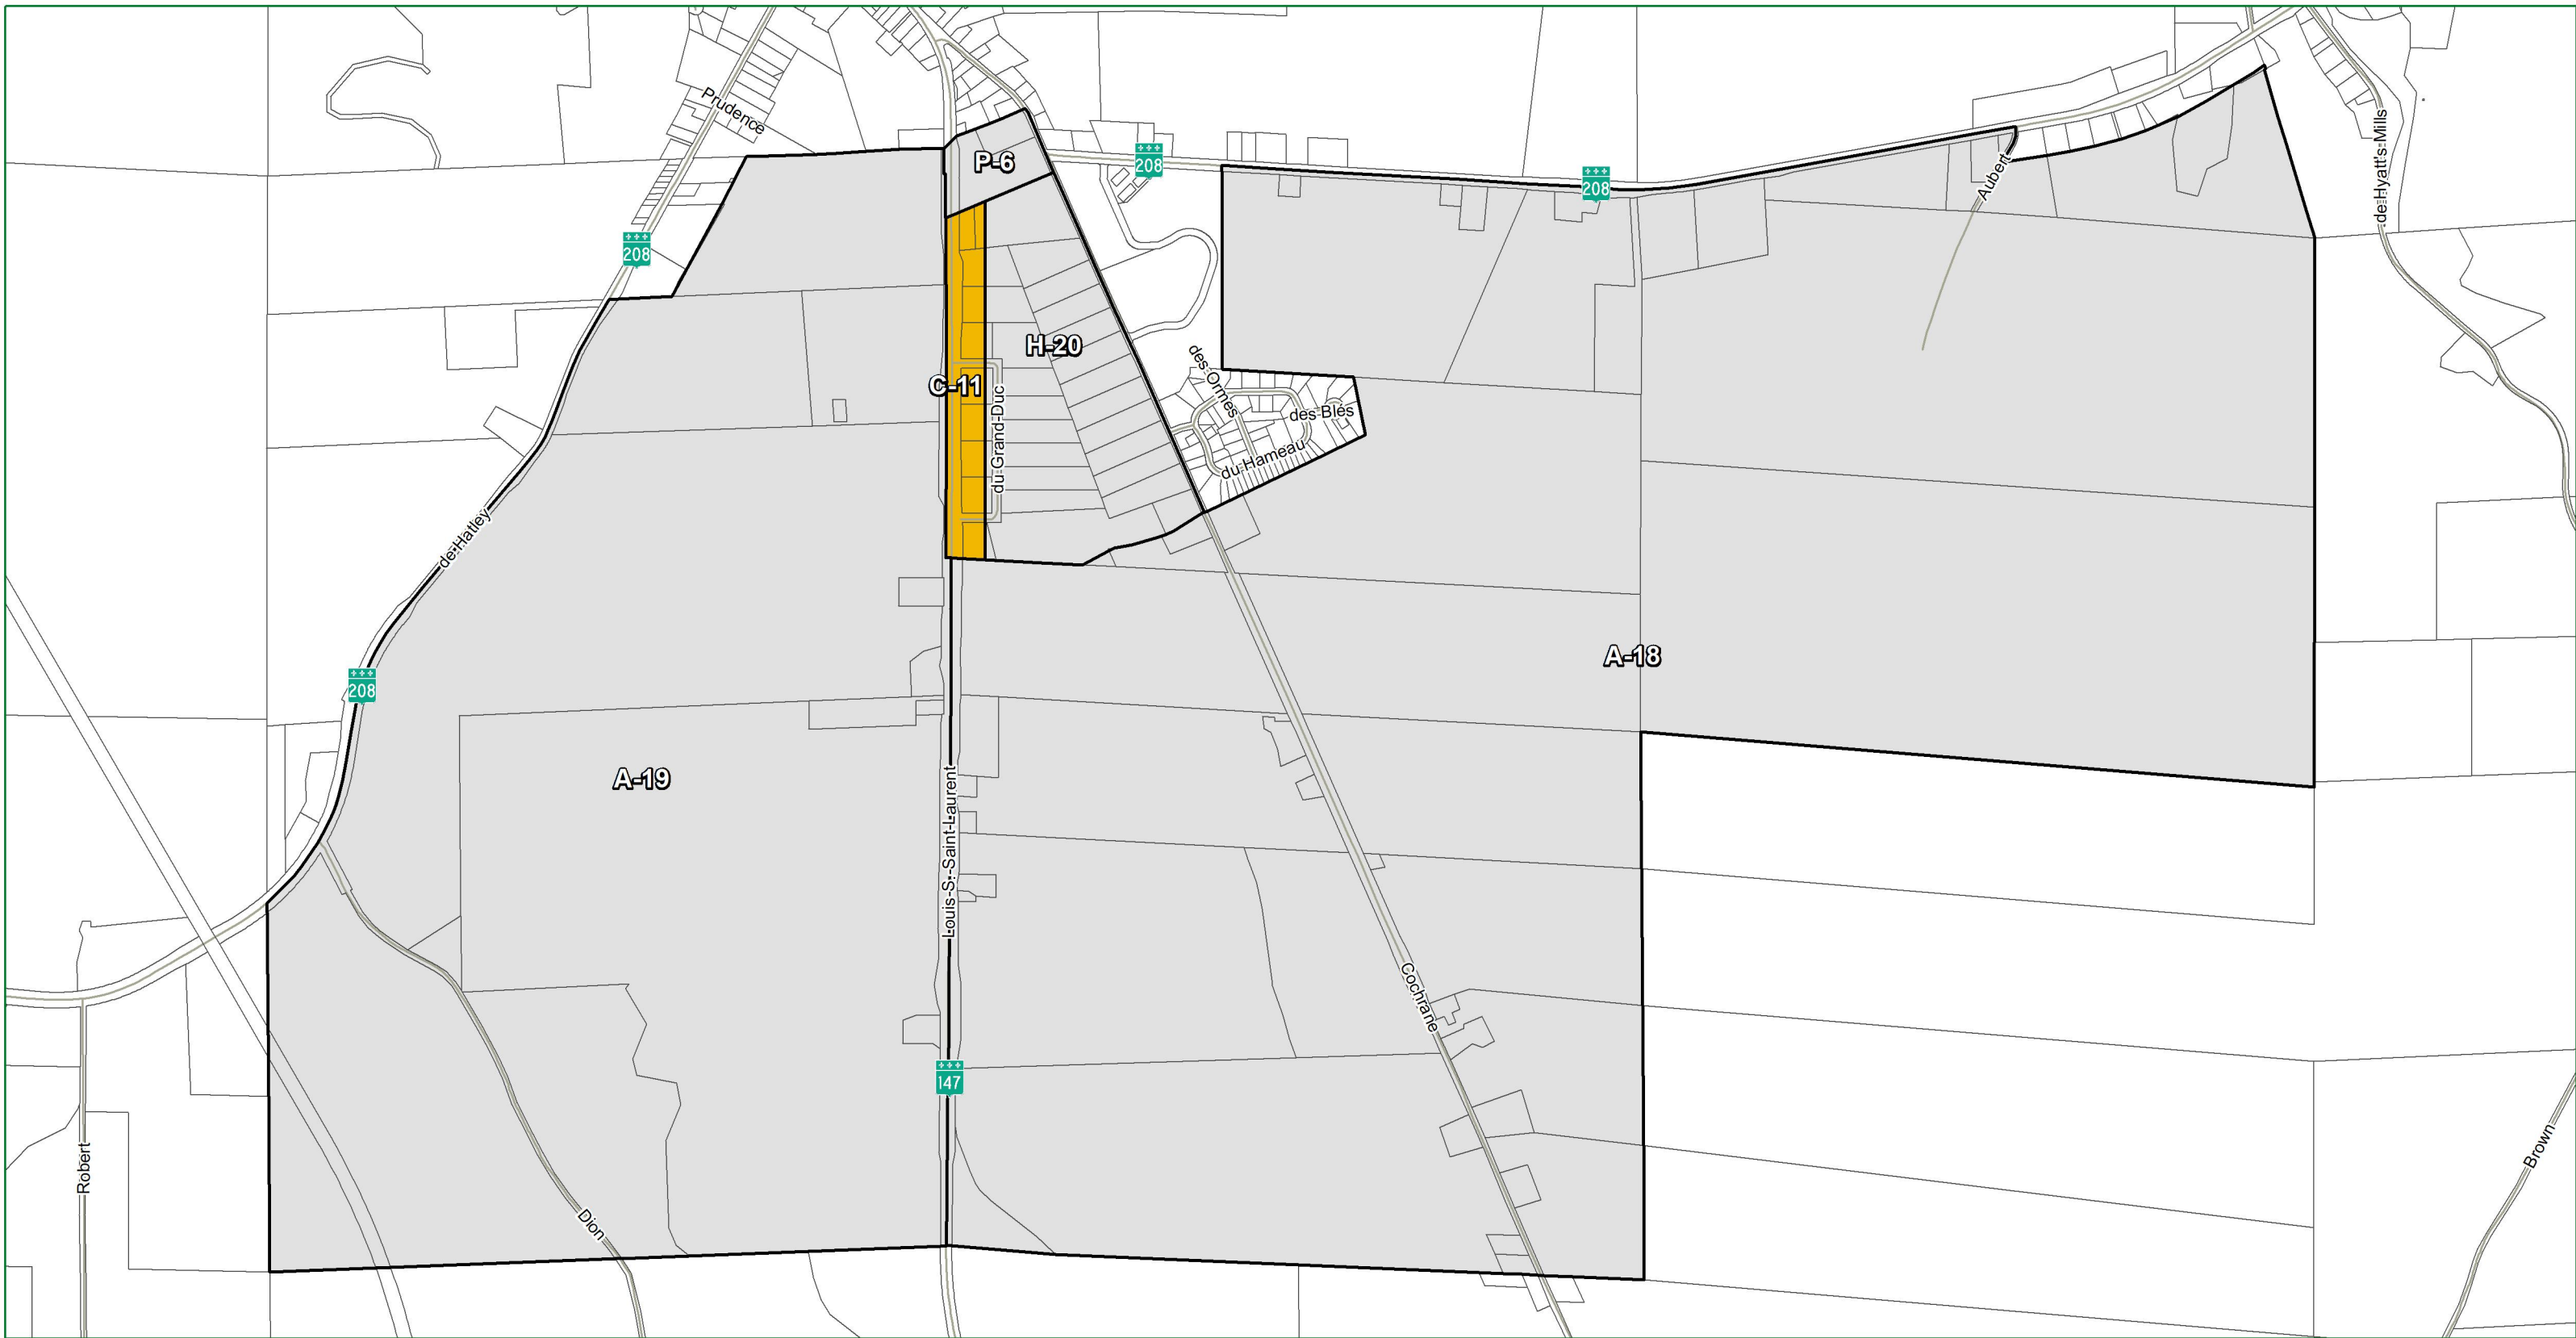 Prudence
P-6
208
208
Aubert
de-Hyatt's-Mills
208
H-20
C-11
du Grand-Duc
des-Ormes
des-Blés
du Hameau
de-Hatley
A-18
208
A-19
Louis-S.-Saint-Laurent
Cochrane
147
Robert
Dion
Brown